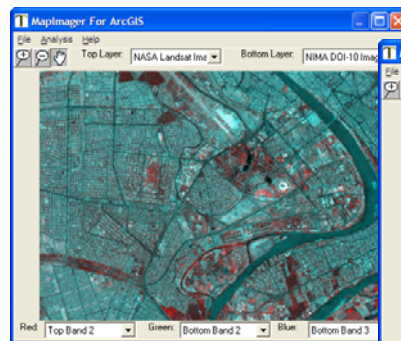 MapImager For ArcGIS
File Analysis Help
Top Layer: NASA Landsat Ima Bottom Layer: NIMA DOI-10 Imag
File
Red: Top Band 2 Green: Bottom Band 2 Blue: Bottom Band 3